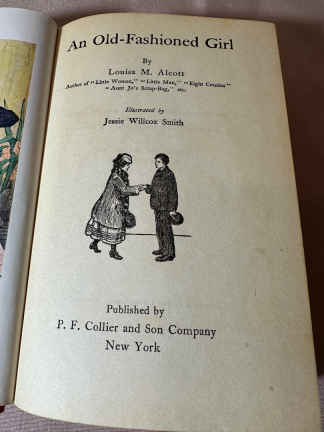 An Old-Fashioned Girl
By
Louisa M. Alcott
Author of "Little Women," "Little Men," "Eight Cousins"
"Aunt Jo's Scrap-Bag," etc.
Illustrated by
Jessie Willcox Smith
Published by
P. F. Collier and Son Company
New York